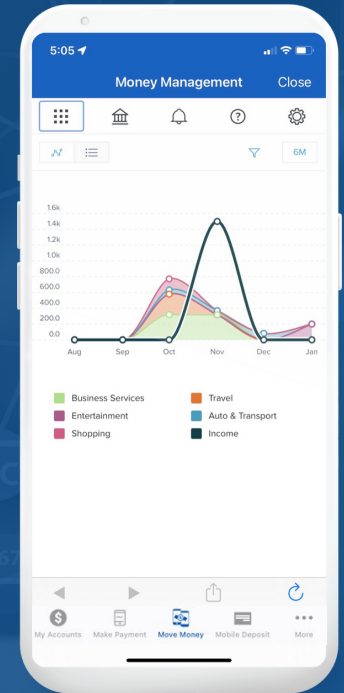 5:05
Money Management Close
6M
1.6k
1.4k
1.2k
1.0k
800.0
600.0
400.0
200.0
0.0
Aug Sep Oct Nov Dec Jan
Business Services Travel
Entertainment Auto & Transport
Shopping Income
My Accounts Make Payment Move Money Mobile Deposit More